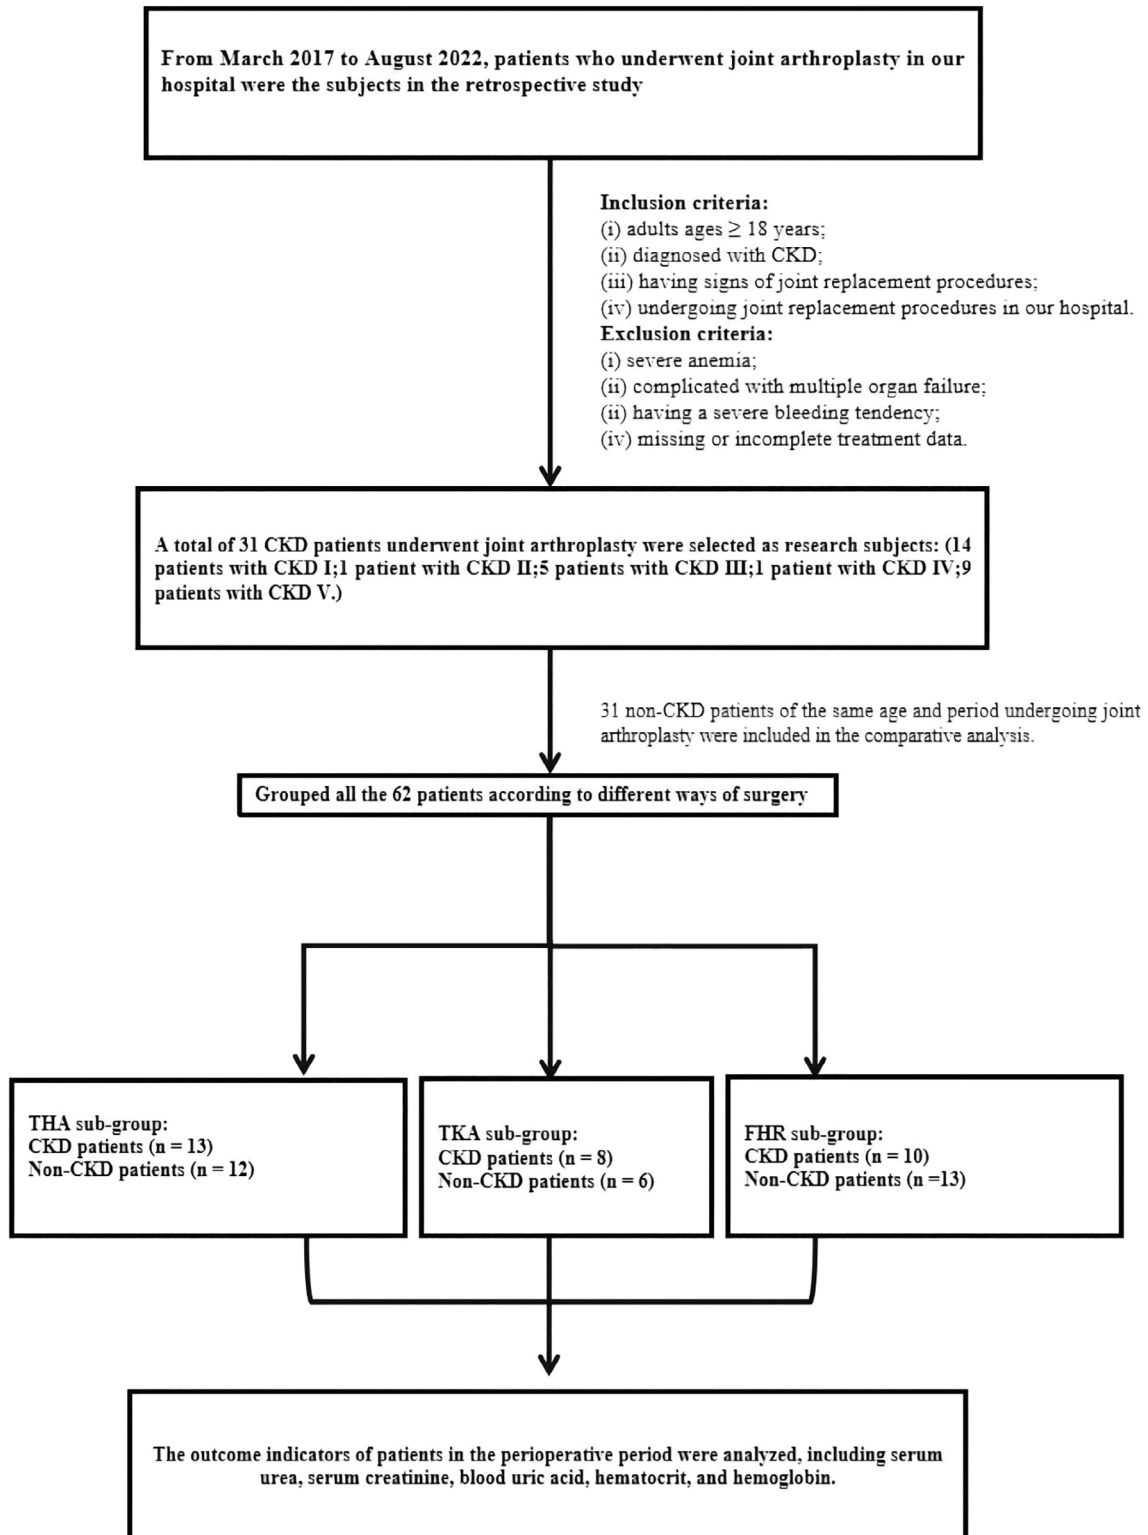 From March 2017 to August 2022, patients who underwent joint arthroplasty in our
hospital were the subjects in the retrospective study
Inclusion criteria:
(i) adults ages ≥ 18 years;
(ii) diagnosed with CKD;
(iii) having signs of joint replacement procedures;
(iv) undergoing joint replacement procedures in our hospital.
Exclusion criteria:
(i) severe anemia;
(ii) complicated with multiple organ failure;
(ii) having a severe bleeding tendency;
(iv) missing or incomplete treatment data.
A total of 31 CKD patients underwent joint arthroplasty were selected as research subjects: (14
patients with CKD I;1 patient with CKD II;5 patients with CKD III;1 patient with CKD IV;9
patients with CKD V.)
31 non-CKD patients of the same age and period undergoing joint
arthroplasty were included in the comparative analysis.
Grouped all the 62 patients according to different ways of surgery
THA sub-group:
CKD patients (n = 13)
Non-CKD patients (n = 12)
TKA sub-group:
CKD patients (n = 8)
Non-CKD patients (n = 6)
FHR sub-group:
CKD patients (n = 10)
Non-CKD patients (n =13)
The outcome indicators of patients in the perioperative period were analyzed, including serum
urea, serum creatinine, blood uric acid, hematocrit, and hemoglobin.